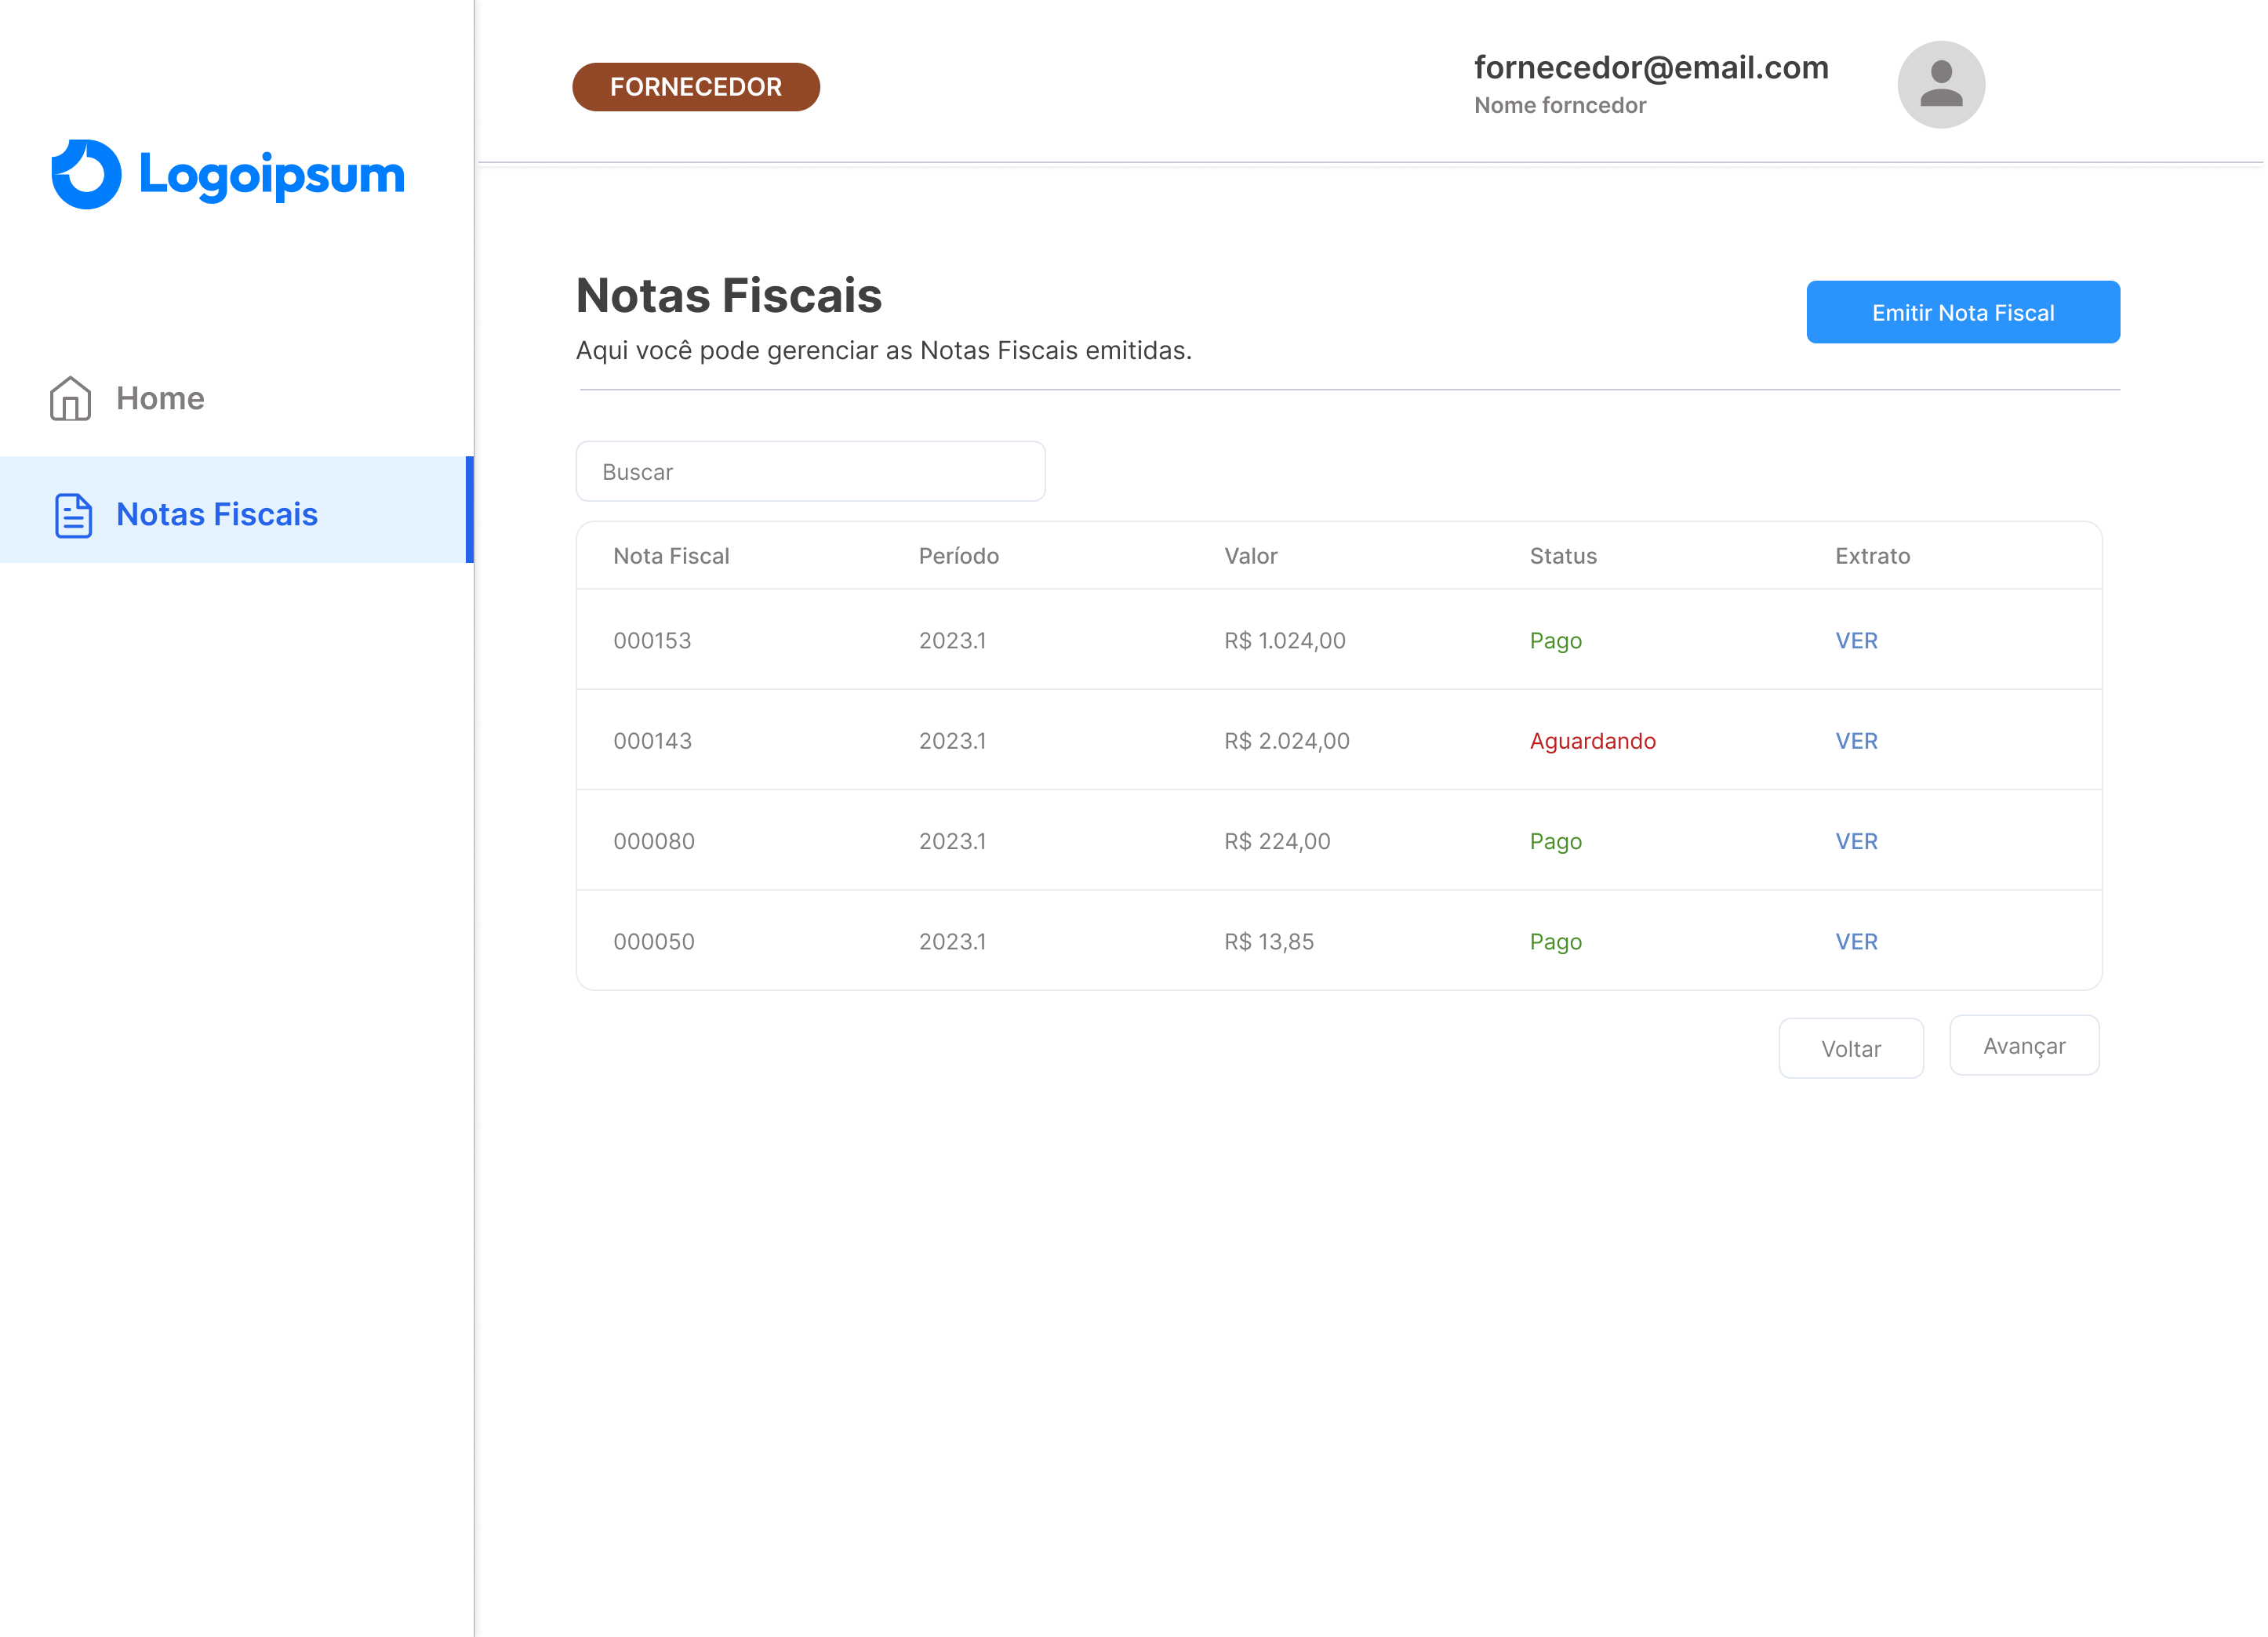 Logoipsum
Home
Notas Fiscais
FORNECEDOR
fornecedor@email.com
Nome forncedor
Notas Fiscais
Aqui você pode gerenciar as Notas Fiscais emitidas.
Emitir Nota Fiscal
Buscar
Nota Fiscal Período Valor Status Extrato
000153 2023.1 R$ 1.024,00 Pago VER
000143 2023.1 R$ 2.024,00 Aguardando VER
000080 2023.1 R$ 224,00 Pago VER
000050 2023.1 R$ 13,85 Pago VER
Voltar Avançar